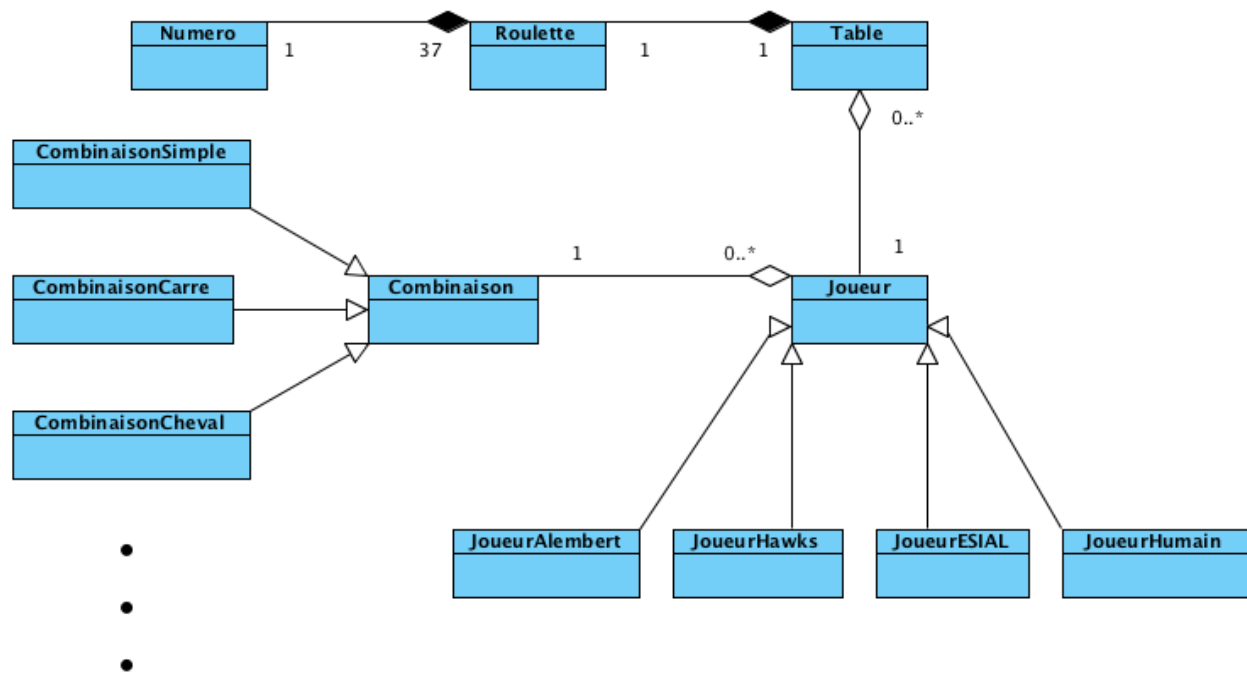 Numero
1
37
Roulette
1
1
Table
0..*
CombinaisonSimple
CombinaisonCarre
CombinaisonCheval
Combinaison
1
0..*
1
Joueur
JoueurAlembert
JoueurHawks
JoueurESIAL
JoueurHumain